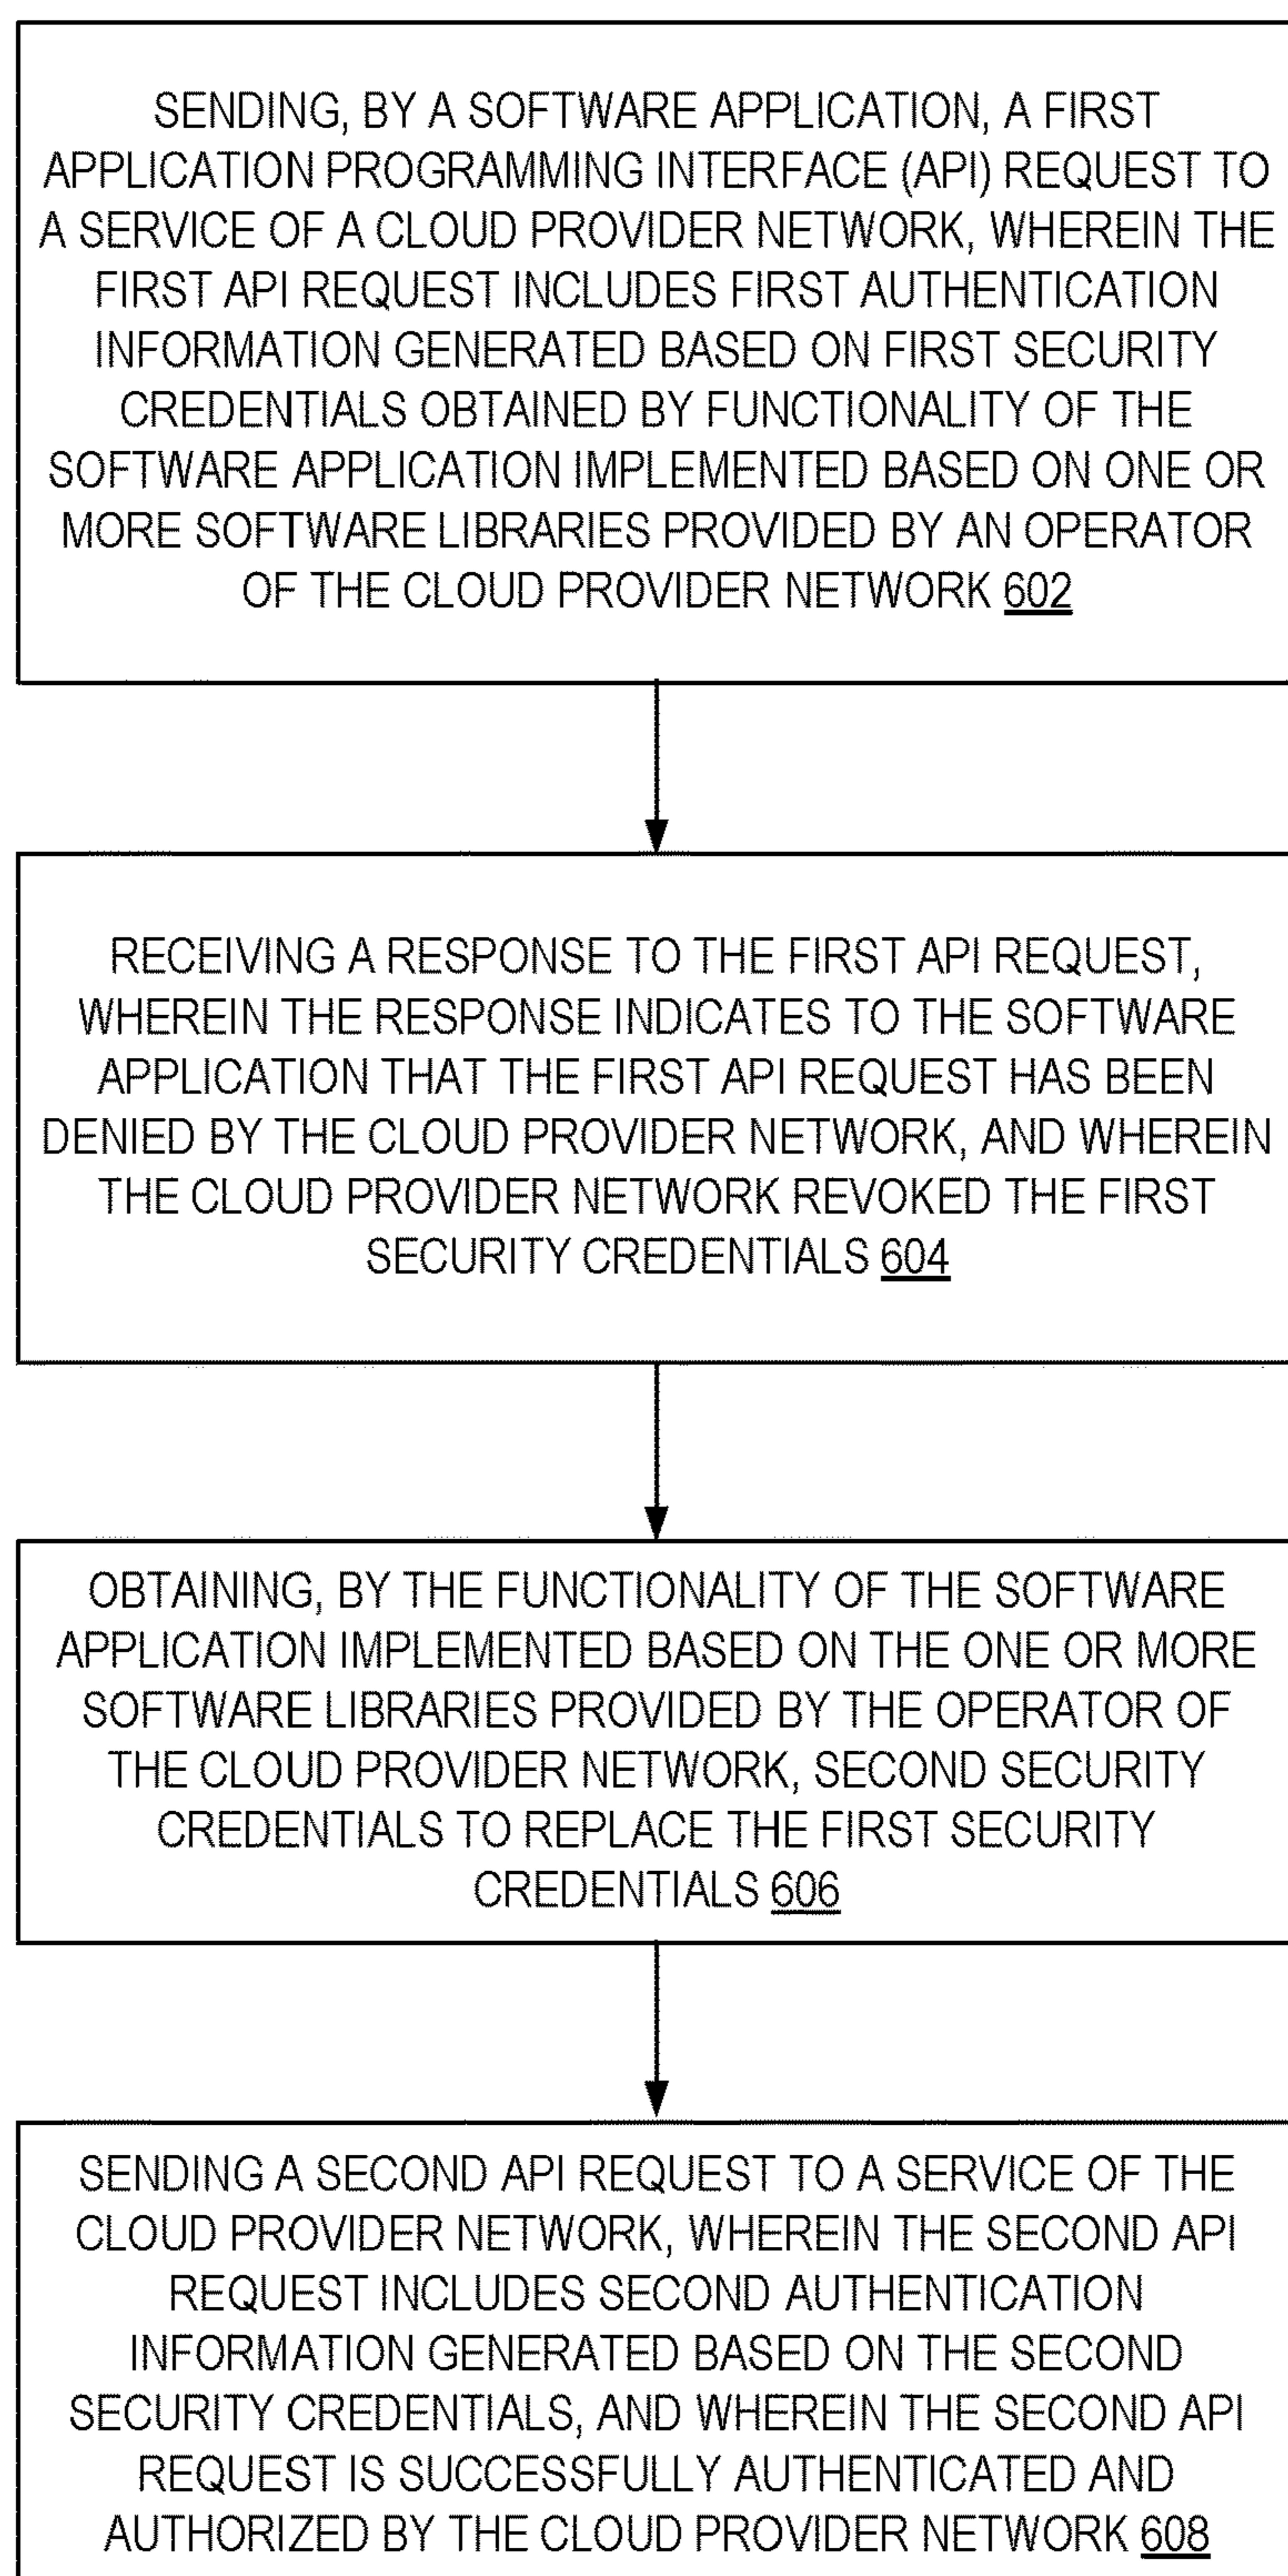 SENDING, BY A SOFTWARE APPLICATION, A FIRST
APPLICATION PROGRAMMING INTERFACE (API) REQUEST TO
A SERVICE OF A CLOUD PROVIDER NETWORK, WHEREIN THE
FIRST API REQUEST INCLUDES FIRST AUTHENTICATION
INFORMATION GENERATED BASED ON FIRST SECURITY
CREDENTIALS OBTAINED BY FUNCTIONALITY OF THE
SOFTWARE APPLICATION IMPLEMENTED BASED ON ONE OR
MORE SOFTWARE LIBRARIES PROVIDED BY AN OPERATOR
OF THE CLOUD PROVIDER NETWORK 602
RECEIVING A RESPONSE TO THE FIRST API REQUEST,
WHEREIN THE RESPONSE INDICATES TO THE SOFTWARE
APPLICATION THAT THE FIRST API REQUEST HAS BEEN
DENIED BY THE CLOUD PROVIDER NETWORK, AND WHEREIN
THE CLOUD PROVIDER NETWORK REVOKED THE FIRST
SECURITY CREDENTIALS 604
OBTAINING, BY THE FUNCTIONALITY OF THE SOFTWARE
APPLICATION IMPLEMENTED BASED ON THE ONE OR MORE
SOFTWARE LIBRARIES PROVIDED BY THE OPERATOR OF
THE CLOUD PROVIDER NETWORK, SECOND SECURITY
CREDENTIALS TO REPLACE THE FIRST SECURITY
CREDENTIALS 606
SENDING A SECOND API REQUEST TO A SERVICE OF THE
CLOUD PROVIDER NETWORK, WHEREIN THE SECOND API
REQUEST INCLUDES SECOND AUTHENTICATION
INFORMATION GENERATED BASED ON THE SECOND
SECURITY CREDENTIALS, AND WHEREIN THE SECOND API
REQUEST IS SUCCESSFULLY AUTHENTICATED AND
AUTHORIZED BY THE CLOUD PROVIDER NETWORK 608